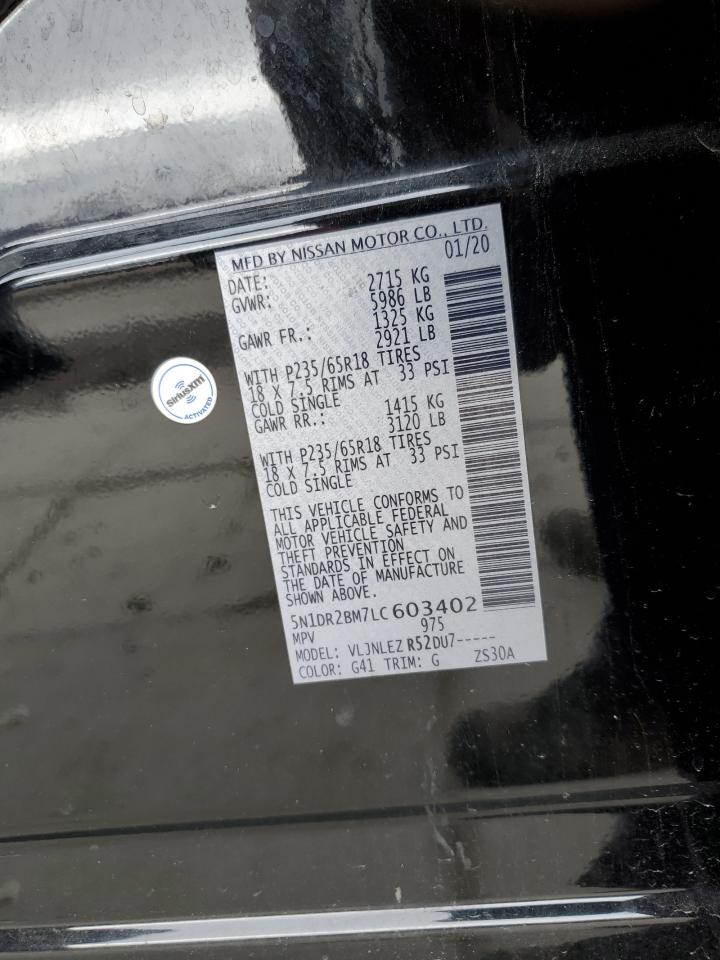 MFD BY NISSAN MOTOR CO., LTD.
DATE: 01/20
GVWR: 2715 KG
5986 LB
GAWR FR.: 1325 KG
2921 LB
WITH P235/65R18 TIRES
18 X 7.5 RIMS AT 33 PSI
COLD SINGLE
GAWR RR.: 1415 KG
3120 LB
WITH P235/65R18 TIRES
18 X 7.5 RIMS AT 33 PSI
COLD SINGLE
THIS VEHICLE CONFORMS TO
ALL APPLICABLE FEDERAL
MOTOR VEHICLE SAFETY AND
THEFT PREVENTION
STANDARDS IN EFFECT ON
THE DATE OF MANUFACTURE
SHOWN ABOVE.
5N1DR2BM7LC603402
MPV 975
MODEL: VLJNLEZ R52DU7-----
COLOR: G41 TRIM: G ZS30A
SiriusXM
ACTIVATED